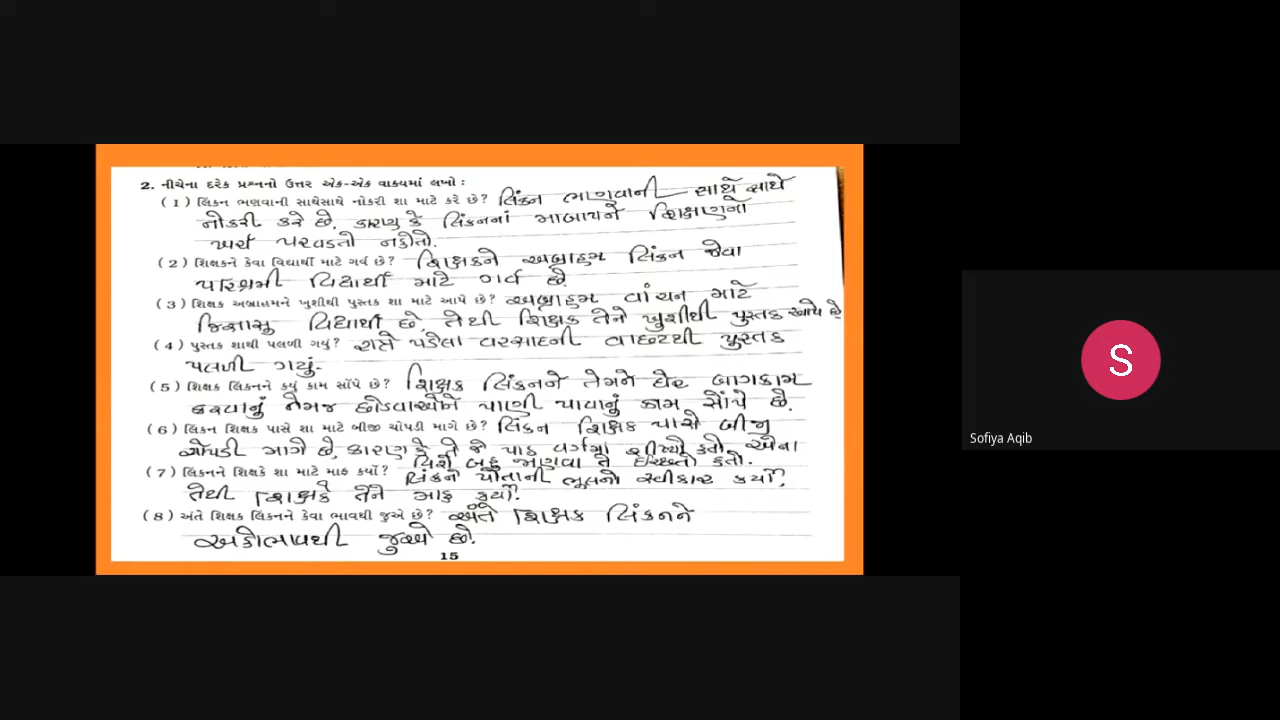 2. નીચેના દરેક પ્રશ્નનો ઉત્તર એક-એક વાક્યમાં લખો :
(1) લિંકન ભણવાની સાથેસાથે નોકરી શા માટે કરે છે? લિંકન ભાણવાની સાથે સાથે
નોકરી કરે છે. કારણ કે લિંકનનાં માબાપને શિક્ષણનો
ખર્ચ પરવડતો નહોતો.
(2) શિક્ષકને કેવા વિદ્યાર્થી માટે ગર્વ છે? શિક્ષકને અબ્રાહમ લિંકન જેવા
પરિશ્રમી વિદ્યાર્થી માટે ગર્વ છે.
(3) શિક્ષક અબ્રાહમને ખુશીથી પુસ્તક શા માટે આપે છે? અબ્રાહમ વાંચન માટે
જિજ્ઞાસુ વિદ્યાર્થી છે. તેથી શિક્ષક તેને ખુશીથી પુસ્તક આપે છે
(4) પુસ્તક શાથી પલળી ગયું? રાત્રે પડેલા વરસાદની વાછટથી પુસ્તક
પલળી ગયું.
(5) શિક્ષક લિંકનને કયું કામ સોંપે છે? શિક્ષક લિંકનને તેમને ઘેર બાગકામ
કરવાનું તેમજ છોડવાઓને પાણી પાવાનું કામ સોંપે છે.
(6) લિંકન શિક્ષક પાસે શા માટે બીજી ચોપડી માગે છે? લિંકન શિક્ષક પાસે બીજી
ચોપડી માગે છે. કારણ કે તે જે પાઠ વર્ગમાં શીખ્યો હતો. એના
વિશે બહુ જાણવા તે ઈચ્છતો હતો.
(7) લિંકનને શિક્ષકે શા માટે માફ કર્યો? લિંકને પોતાની ભૂલનો સ્વીકાર કર્યો?
તેથી શિક્ષકે તેને માફ કર્યો?
(8) અંતે શિક્ષક લિંકનને કેવા ભાવથી જુએ છે? અંતે શિક્ષક લિંકનને
અહોભાવથી જુએ છે.
15
S
Sofiya Aqib